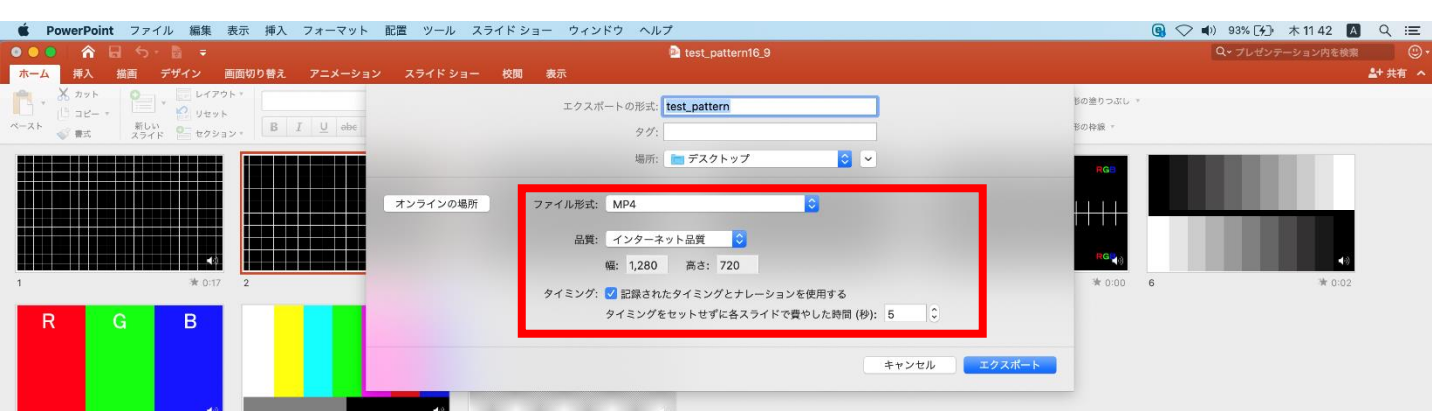 PowerPoint ファイル 編集 表示 挿入 フォーマット 配置 ツール スライド ショー ウィンドウ ヘルプ 93% 木11 42 A
test_pattern16_9 プレゼンテーション内を検索
ホーム 挿入 描画 デザイン 画面切り替え アニメーション スライド ショー 校閲 表示 共有
ペースト カット コピー 書式
新しい スライド レイアウト リセット セクション
B I U abc
形の塗りつぶし
形の枠線
エクスポートの形式: test_pattern
タグ:
場所: デスクトップ
オンラインの場所
ファイル形式: MP4
品質: インターネット品質
幅: 1,280 高さ: 720
タイミング: 記録されたタイミングとナレーションを使用する
タイミングをセットせずに各スライドで費やした時間 (秒): 5
キャンセル エクスポート
RGB
RGB
1 0:17 2 0:00 6 0:02
R G B